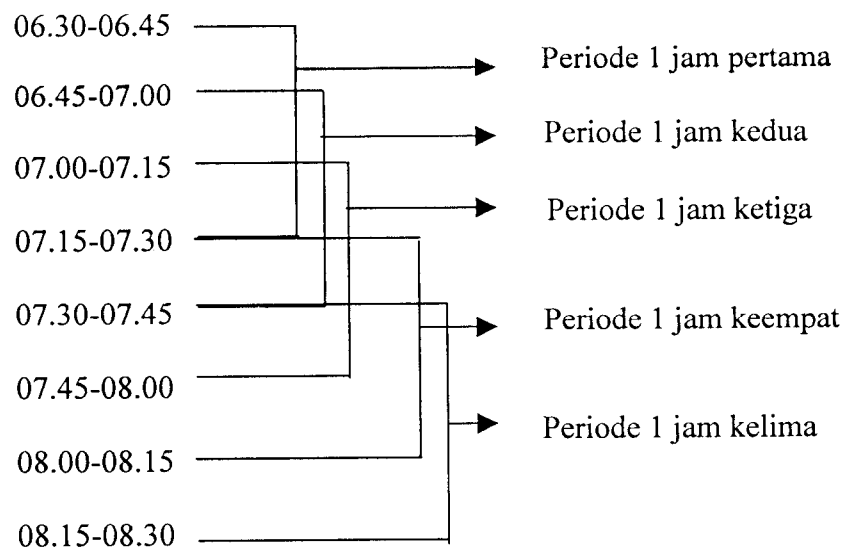 06.30-06.45
Periode 1 jam pertama
06.45-07.00
Periode 1 jam kedua
07.00-07.15
Periode 1 jam ketiga
07.15-07.30
07.30-07.45
Periode 1 jam keempat
07.45-08.00
Periode 1 jam kelima
08.00-08.15
08.15-08.30